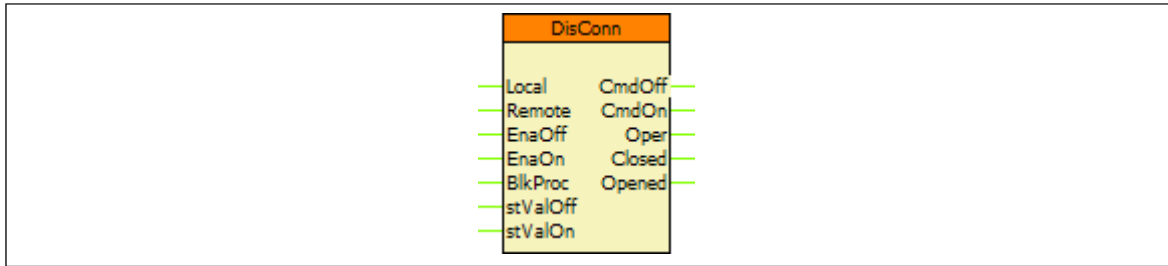 DisConn
Local CmdOff
Remote CmdOn
EnaOff Oper
EnaOn Closed
BlkProc Opened
stValOff
stValOn